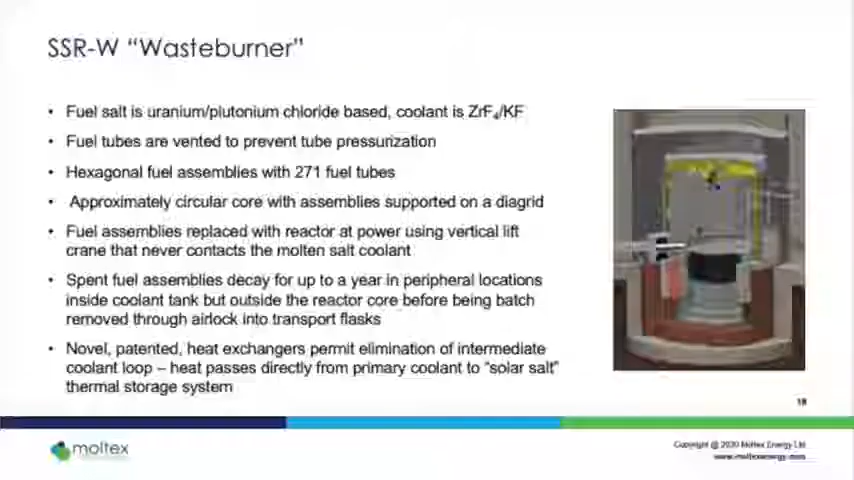 SSR-W “Wasteburner”
• Fuel salt is uranium/plutonium chloride based, coolant is ZrF₄/KF
• Fuel tubes are vented to prevent tube pressurization
• Hexagonal fuel assemblies with 271 fuel tubes
• Approximately circular core with assemblies supported on a diagrid
• Fuel assemblies replaced with reactor at power using vertical lift
crane that never contacts the molten salt coolant
• Spent fuel assemblies decay for up to a year in peripheral locations
inside coolant tank but outside the reactor core before being batch
removed through airlock into transport flasks
• Novel, patented, heat exchangers permit elimination of intermediate
coolant loop – heat passes directly from primary coolant to “solar salt”
thermal storage system
moltex
Copyright @ 2020 Moltex Energy Ltd
www.moltexenergy.com